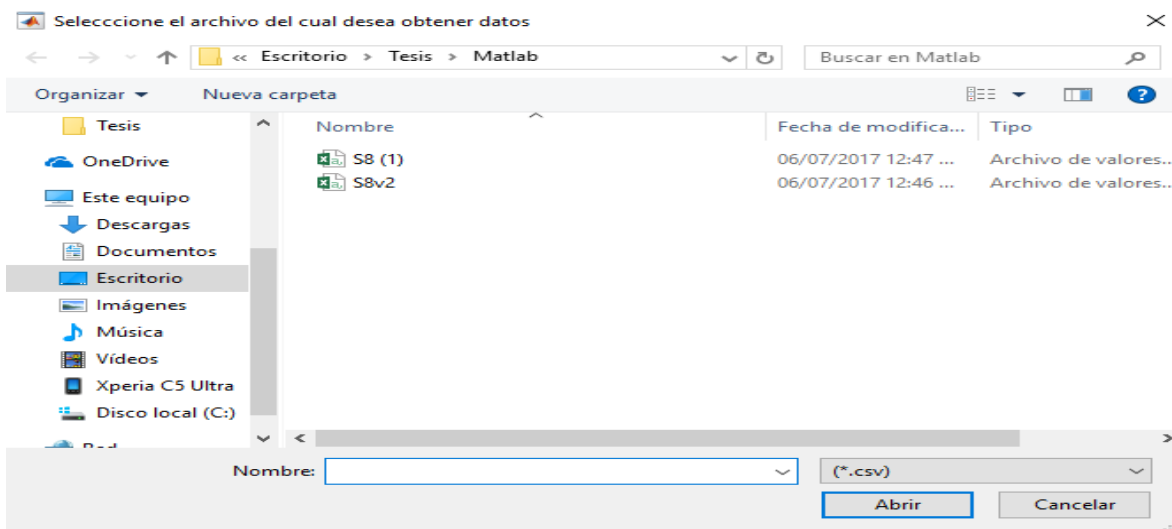 Selecccione el archivo del cual desea obtener datos
« Escritorio > Tesis > Matlab
Buscar en Matlab
Organizar
Nueva carpeta
Tesis
OneDrive
Este equipo
Descargas
Documentos
Escritorio
Imágenes
Música
Vídeos
Xperia C5 Ultra
Disco local (C:)
Nombre
Fecha de modifica...
Tipo
S8 (1)
06/07/2017 12:47 ...
Archivo de valores...
S8v2
06/07/2017 12:46 ...
Archivo de valores...
Nombre:
(*.csv)
Abrir
Cancelar